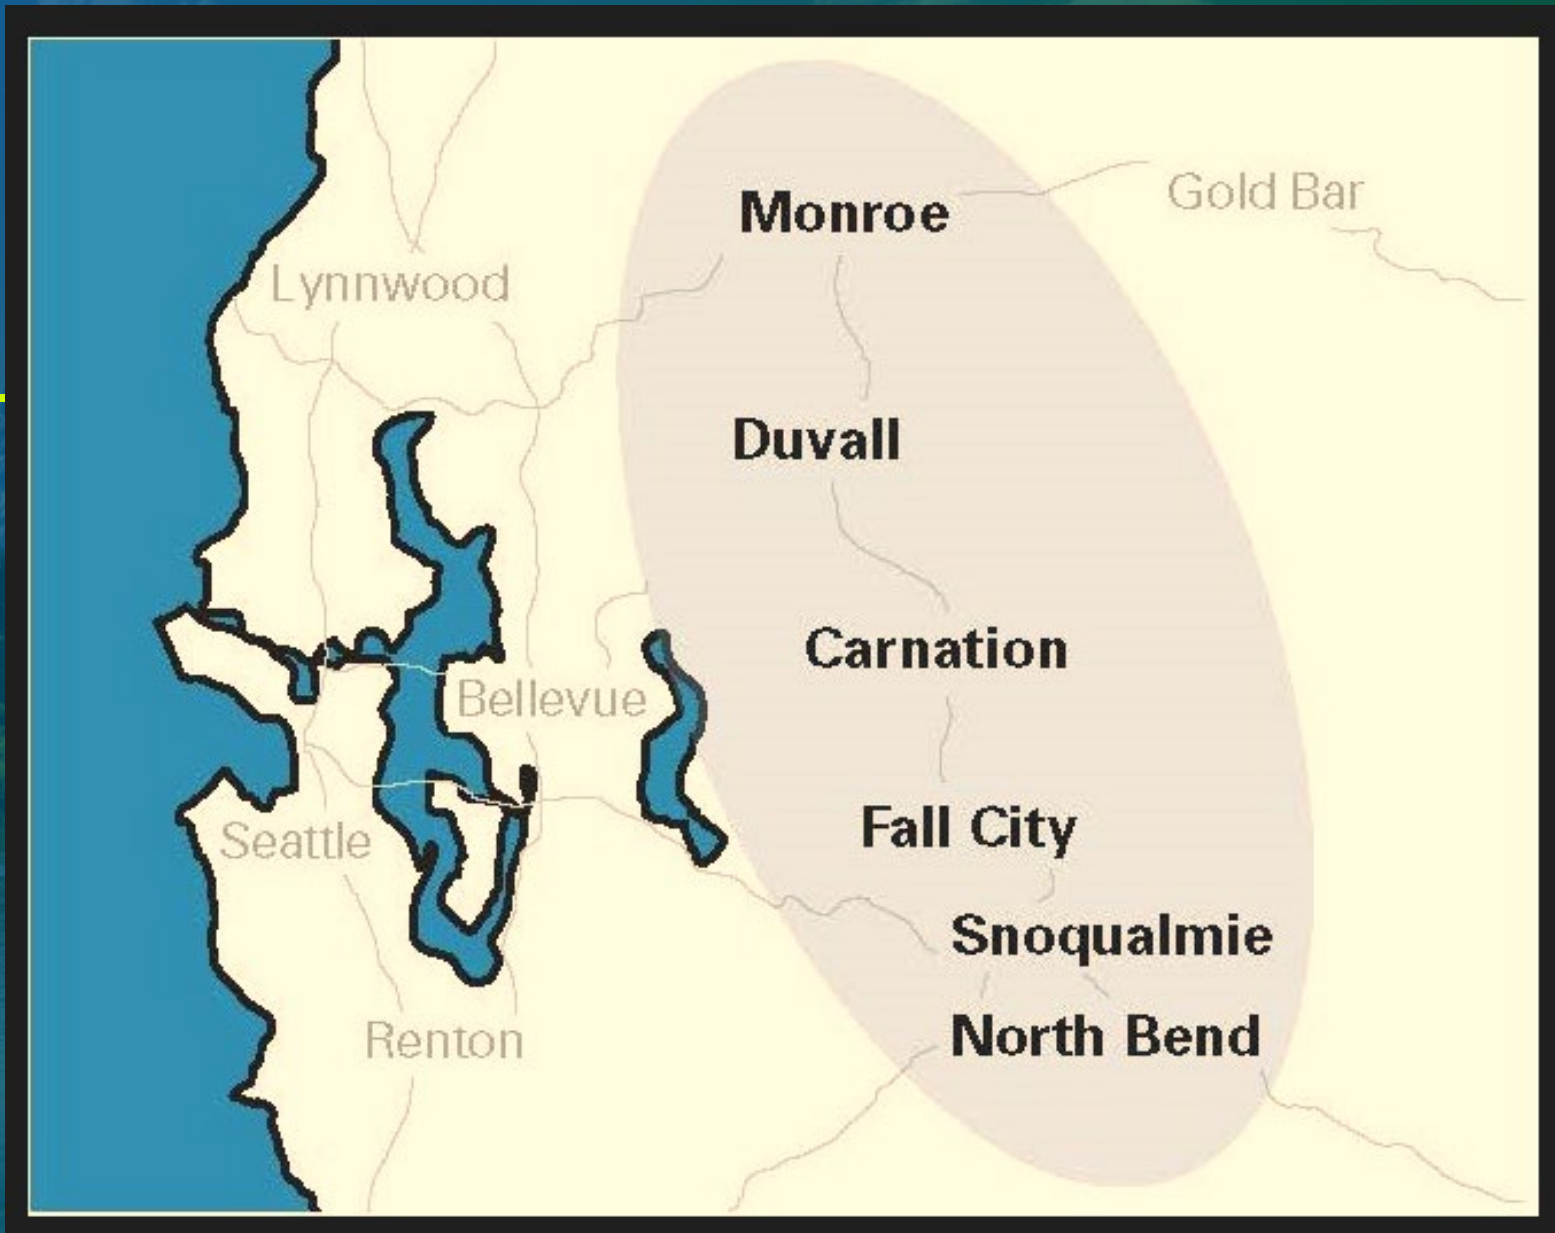 Monroe
Gold Bar
Lynnwood
Duvall
Carnation
Bellevue
Fall City
Seattle
Snoqualmie
North Bend
Renton